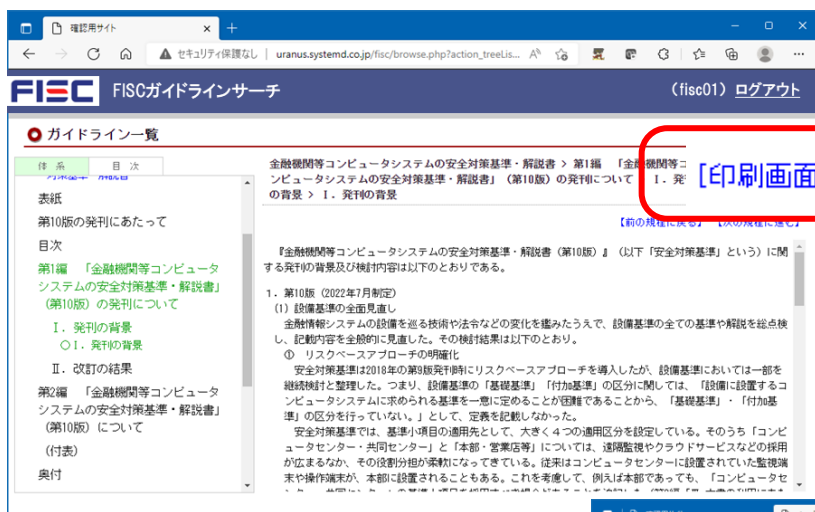 確認用サイト
セキュリティ保護なし | uranus.systemd.co.jp/fisc/browse.php?action_treeLis...
FISC FISCガイドラインサーチ (fisc01) ログアウト
ガイドライン一覧
体 系 目 次
表紙
第10版の発刊にあたって
目次
第1編 「金融機関等コンピュータ
システムの安全対策基準・解説書」
(第10版) の発刊について
I. 発刊の背景
○I. 発刊の背景
II. 改訂の結果
第2編 「金融機関等コンピュータ
システムの安全対策基準・解説書」
(第10版) について
(付表)
奥付
金融機関等コンピュータシステムの安全対策基準・解説書 > 第1編 「金融機関等コ
ンピュータシステムの安全対策基準・解説書」 (第10版) の発刊について I. 発
の背景 > I. 発刊の背景
[印刷画面
【前の規程に戻る】 【次の規程に進む】
『金融機関等コンピュータシステムの安全対策基準・解説書 (第10版) 』 (以下「安全対策基準」という) に関
する発刊の背景及び検討内容は以下のとおりである。
1. 第10版 (2022年7月制定)
(1) 設備基準の全面見直し
金融情報システムの設備を巡る技術や法令などの変化を鑑みたうえで、設備基準の全ての基準や解説を総点検
し、記載内容を全般的に見直した。その検討結果は以下のとおり。
① リスクベースアプローチの明確化
安全対策基準は2018年の第9版発刊時にリスクベースアプローチを導入したが、設備基準においては一部を
継続検討と整理した。つまり、設備基準の「基礎基準」「付加基準」の区分に関しては、「設備に設置するコ
ンピュータシステムに求められる基準を一意に定めることが困難であることから、「基礎基準」・「付加基
準」の区分を行っていない。」として、定義を記載しなかった。
安全対策基準では、基準小項目の適用先として、大きく4つの適用区分を設定している。そのうち「コンピ
ュータセンター・共同センター」と「本部・営業店等」については、遠隔監視やクラウドサービスなどの採用
が広まるなか、その役割分担が柔軟になってきている。従来はコンピュータセンターに設置されていた監視端
末や操作端末が、本部に設置されることもある。これを考慮して、例えば本部であっても、「コンピュータセ